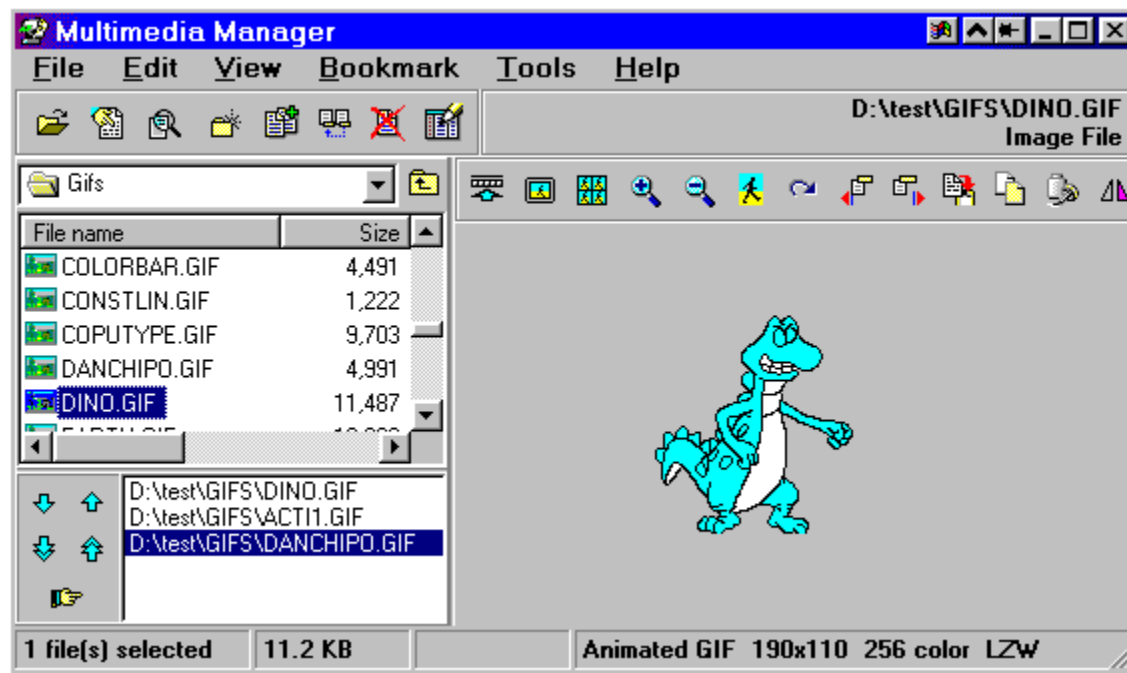 Multimedia Manager
File Edit View Bookmark Tools Help
D:\test\GIFS\DINO.GIF
Image File
Gifs
File name Size
COLORBAR.GIF 4,491
CONSTLIN.GIF 1,222
COPUTYPE.GIF 9,703
DANCHIPO.GIF 4,991
DINO.GIF 11,487
D:\test\GIFS\DINO.GIF
D:\test\GIFS\ACTI1.GIF
D:\test\GIFS\DANCHIPO.GIF
1 file(s) selected 11.2 KB Animated GIF 190x110 256 color LZW